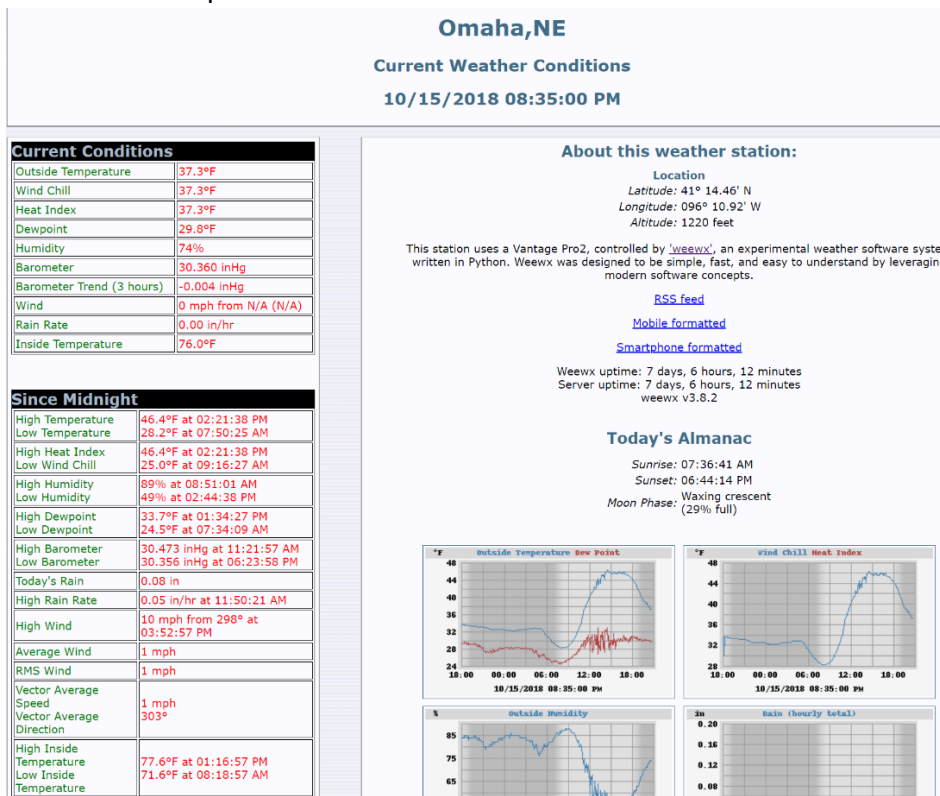 Omaha,NE
Current Weather Conditions
10/15/2018 08:35:00 PM
Current Conditions
Outside Temperature 37.3°F
Wind Chill 37.3°F
Heat Index 37.3°F
Dewpoint 29.8°F
Humidity 74%
Barometer 30.360 inHg
Barometer Trend (3 hours) -0.004 inHg
Wind 0 mph from N/A (N/A)
Rain Rate 0.00 in/hr
Inside Temperature 76.0°F
Since Midnight
High Temperature 46.4°F at 02:21:38 PM
Low Temperature 28.2°F at 07:50:25 AM
High Heat Index 46.4°F at 02:21:38 PM
Low Wind Chill 25.0°F at 09:16:27 AM
High Humidity 89% at 08:51:01 AM
Low Humidity 49% at 02:44:38 PM
High Dewpoint 33.7°F at 01:34:27 PM
Low Dewpoint 24.5°F at 07:34:09 AM
High Barometer 30.473 inHg at 11:21:57 AM
Low Barometer 30.356 inHg at 06:23:58 PM
Today's Rain 0.08 in
High Rain Rate 0.05 in/hr at 11:50:21 AM
High Wind 10 mph from 298° at
03:52:57 PM
Average Wind 1 mph
RMS Wind 1 mph
Vector Average
Speed 1 mph
Vector Average 303°
Direction
High Inside
Temperature 77.6°F at 01:16:57 PM
Low Inside 71.6°F at 08:18:57 AM
Temperature
About this weather station:
Location
Latitude: 41° 14.46' N
Longitude: 096° 10.92' W
Altitude: 1220 feet
This station uses a Vantage Pro2, controlled by 'weewx', an experimental weather software syste
written in Python. Weewx was designed to be simple, fast, and easy to understand by leveragin
modern software concepts.
RSS feed
Mobile formatted
Smartphone formatted
Weewx uptime: 7 days, 6 hours, 12 minutes
Server uptime: 7 days, 6 hours, 12 minutes
weewx v3.8.2
Today's Almanac
Sunrise: 07:36:41 AM
Sunset: 06:44:14 PM
Moon Phase: Waxing crescent
(29% full)
°F Outside Temperature Dew Point
48
44
40
36
32
28
24
18:00 00:00 06:00 12:00 18:00
10/15/2018 08:35:00 PM
°F Wind Chill Heat Index
48
44
40
36
32
28
18:00 00:00 06:00 12:00 18:00
10/15/2018 08:35:00 PM
% Outside Humidity
85
75
65
in Rain (hourly total)
0.20
0.16
0.12
0.08